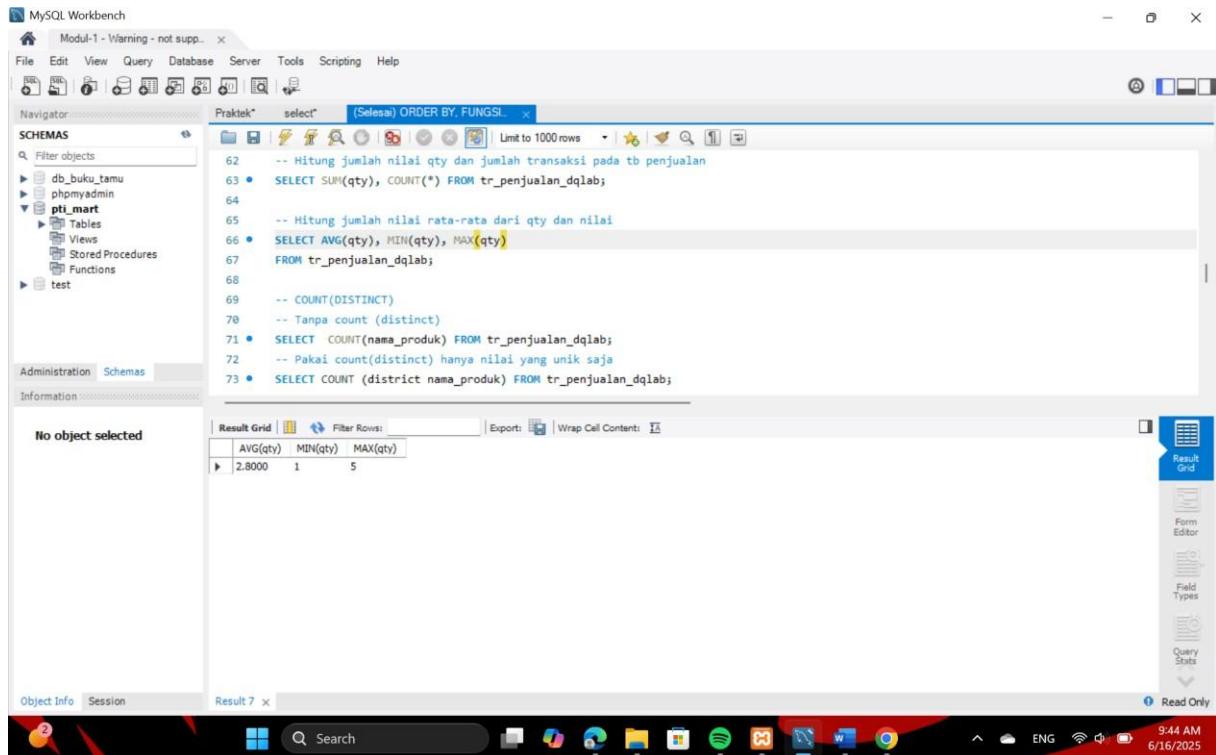 MySQL Workbench
Modul-1 - Warning - not supp..
File Edit View Query Database Server Tools Scripting Help
Navigator
Praktek* select* (Selesai) ORDER BY, FUNGSI..
SCHEMAS
Limit to 1000 rows
Filter objects
db_buku_tamu
phpmyadmin
pti_mart
Tables
Views
Stored Procedures
Functions
test
62 -- Hitung jumlah nilai qty dan jumlah transaksi pada tb penjualan
63 SELECT SUM(qty), COUNT(*) FROM tr_penjualan_dqlab;
64
65 -- Hitung jumlah nilai rata-rata dari qty dan nilai
66 SELECT AVG(qty), MIN(qty), MAX(qty)
67 FROM tr_penjualan_dqlab;
68
69 -- COUNT(DISTINCT)
70 -- Tanpa count (distinct)
71 SELECT COUNT(nama_produk) FROM tr_penjualan_dqlab;
72 -- Pakai count(distinct) hanya nilai yang unik saja
73 SELECT COUNT (district nama_produk) FROM tr_penjualan_dqlab;
Administration Schemas
Information
No object selected
Result Grid Filter Rows: Export: Wrap Cell Content:
AVG(qty) MIN(qty) MAX(qty)
2.8000 1 5
Result Grid
Form Editor
Field Types
Query Stats
Object Info Session
Result 7
Read Only
2
Search
ENG
9:44 AM
6/16/2025